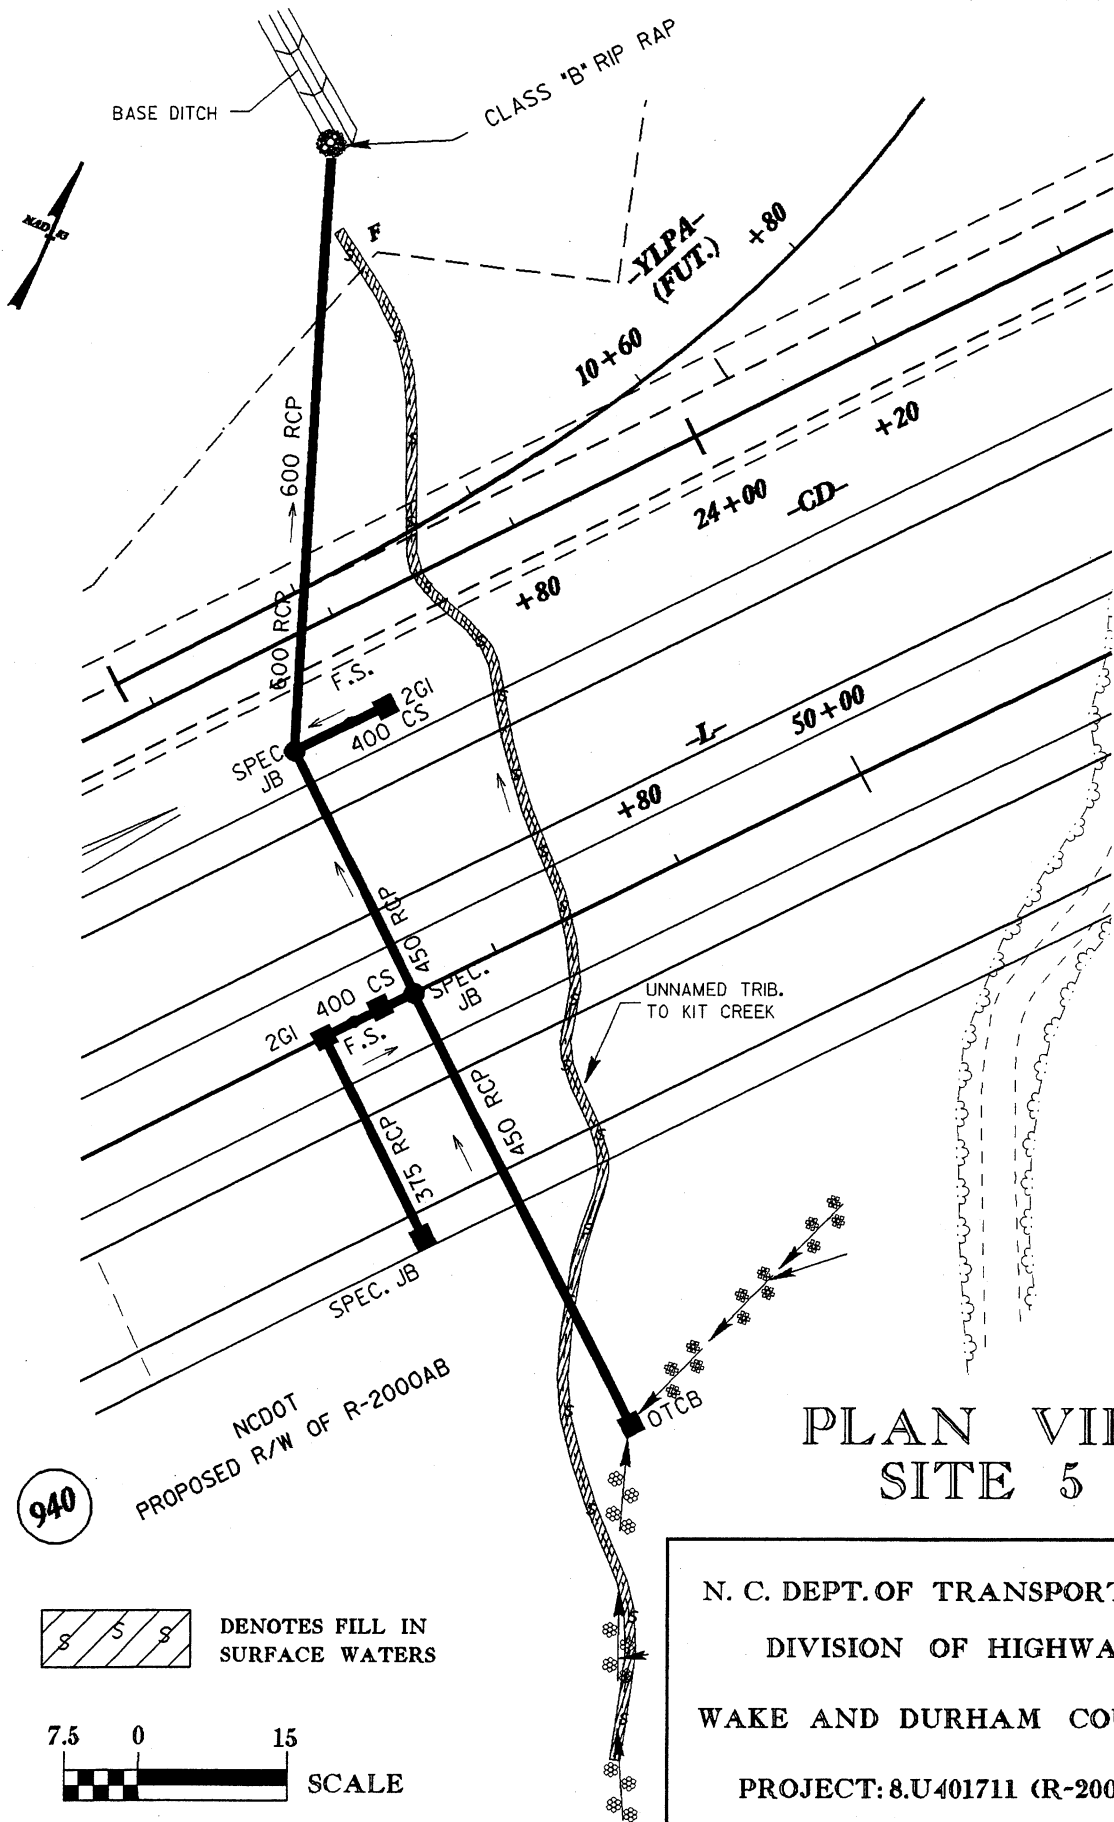 BASE DITCH
CLASS "B" RIP RAP
NAD 83
F
-YLPA-
(FUT.)
+80
10+60
600 RCP
+20
24+00
-CD-
+80
600 RCP
F.S.
2GI
400 CS
SPEC.
JB
-L-
50+00
+80
450 RCP
400 CS
SPEC.
JB
2GI
F.S.
UNNAMED TRIB.
TO KIT CREEK
375 RCP
450 RCP
SPEC. JB
OTCB
NCDOT
PROPOSED R/W OF R-2000AB
940
PLAN VI
SITE 5
S S S
DENOTES FILL IN
SURFACE WATERS
7.5 0 15
SCALE
N. C. DEPT. OF TRANSPORT
DIVISION OF HIGHWA
WAKE AND DURHAM COU
PROJECT: 8.U401711 (R-200